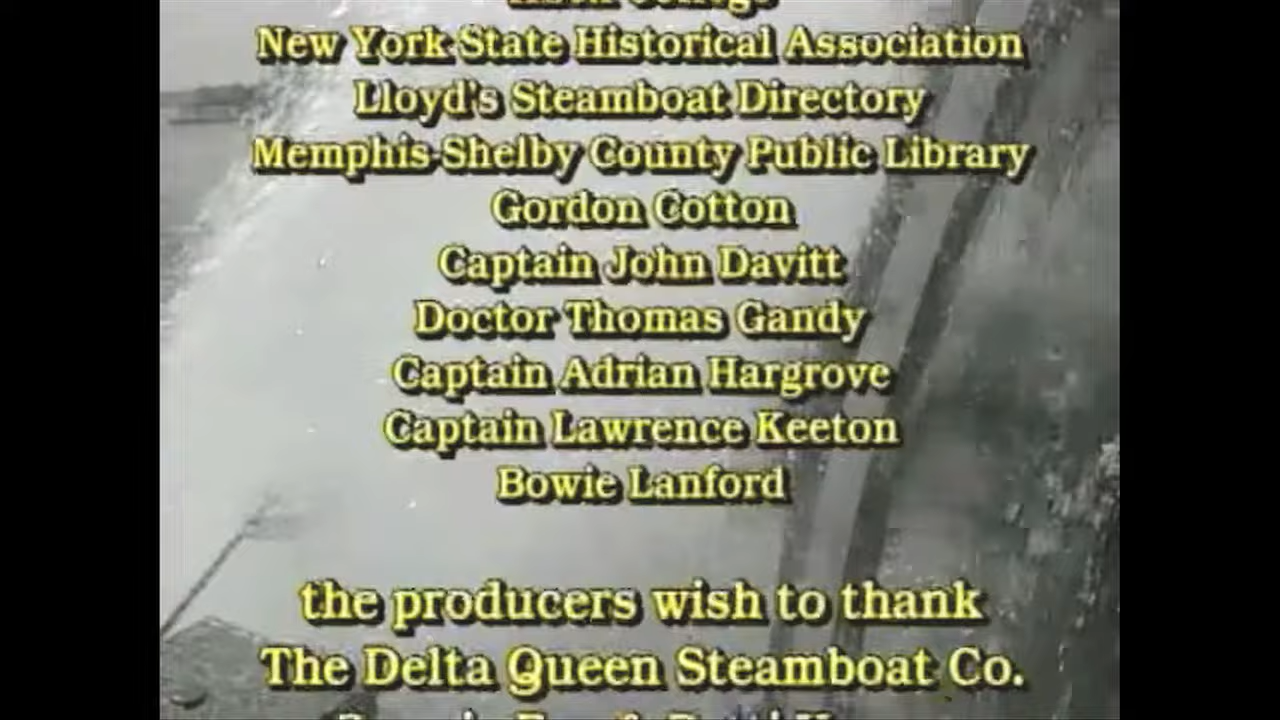 College
New York State Historical Association
Lloyd's Steamboat Directory
Memphis-Shelby County Public Library
Gordon Cotton
Captain John Davitt
Doctor Thomas Gandy
Captain Adrian Hargrove
Captain Lawrence Keeton
Bowie Lanford
the producers wish to thank
The Delta Queen Steamboat Co.